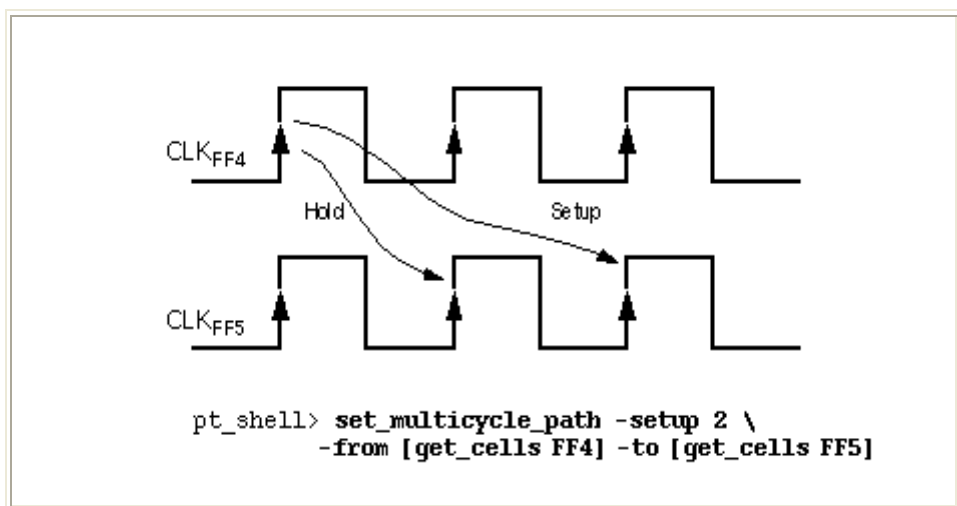 CLKFF4
Hold
Setup
CLKFF5
pt_shell> set_multicycle_path -setup 2 \
-from [get_cells FF4] -to [get_cells FF5]